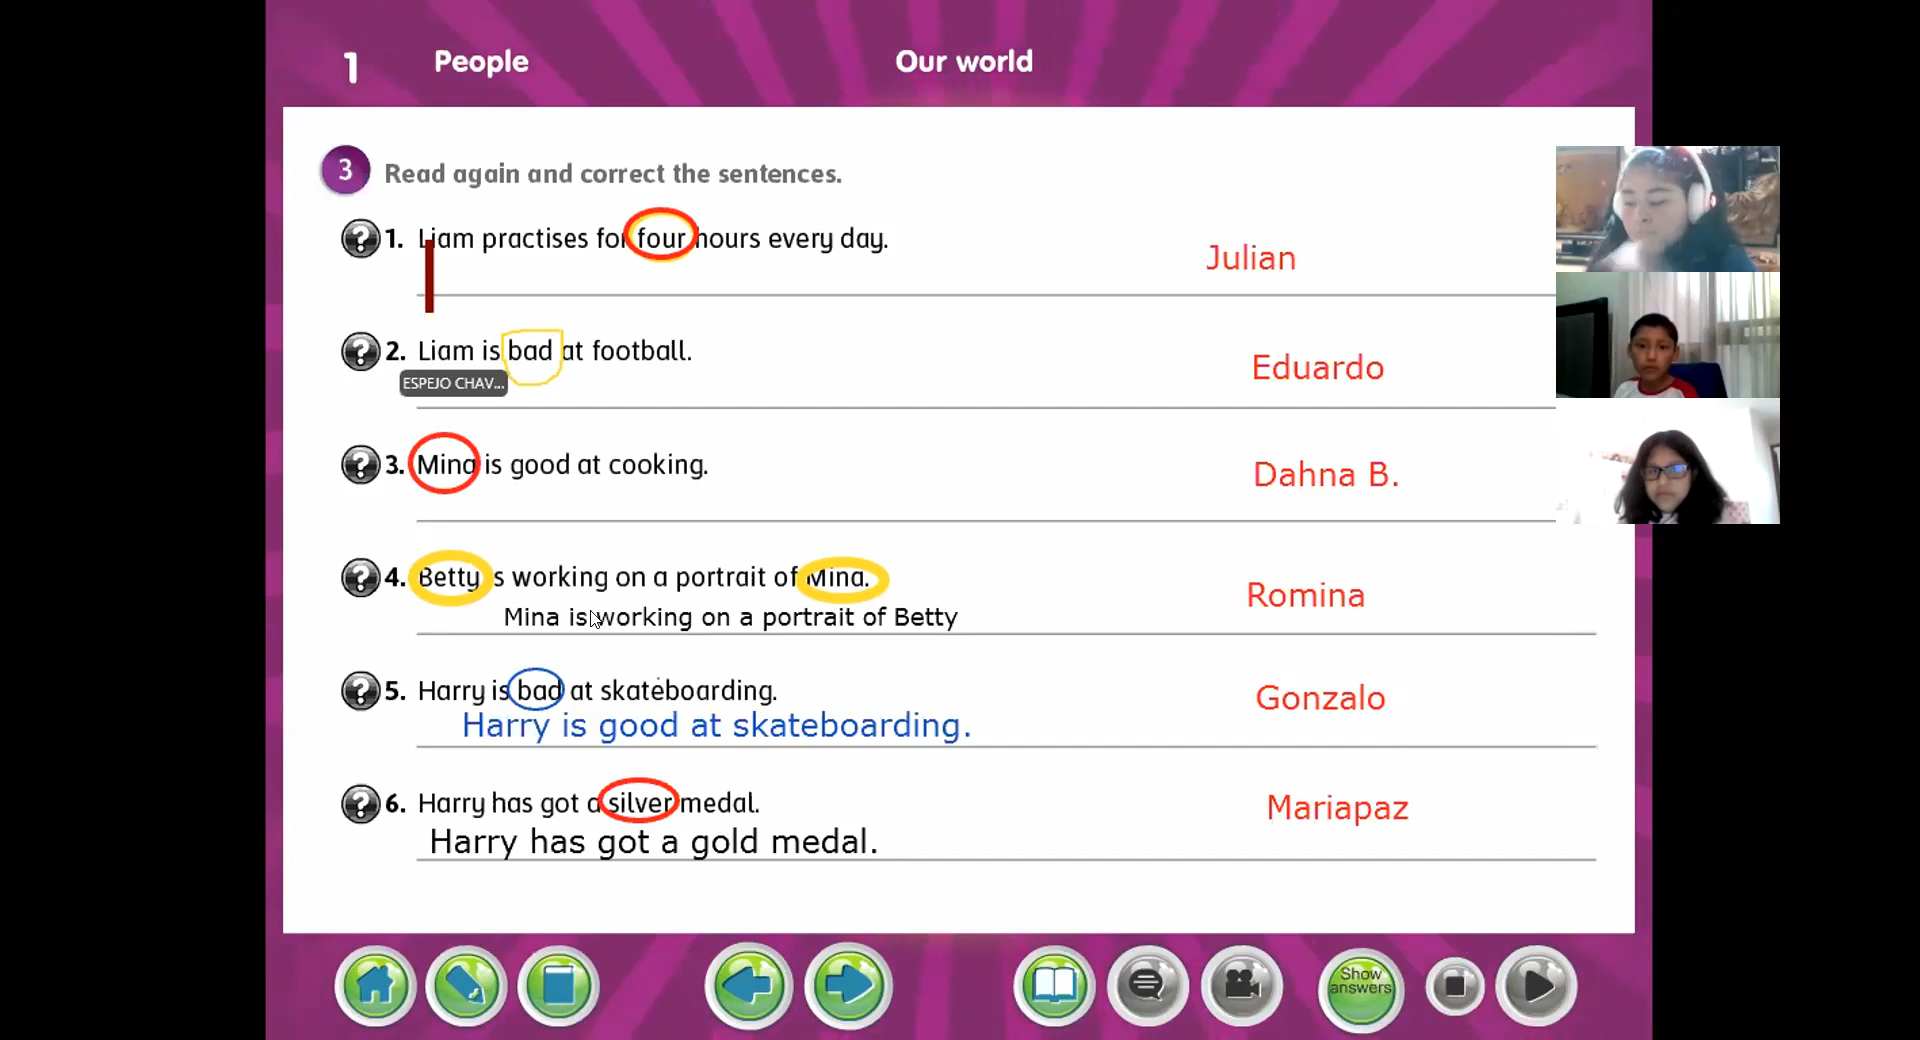 1 People Our world
3 Read again and correct the sentences.
1. Liam practises for four hours every day.
Julian
2. Liam is bad at football.
Eduardo
ESPEJO CHAV...
3. Mina is good at cooking.
Dahna B.
4. Betty is working on a portrait of Mina.
Romina
Mina is working on a portrait of Betty
5. Harry is bad at skateboarding.
Gonzalo
Harry is good at skateboarding.
6. Harry has got a silver medal.
Mariapaz
Harry has got a gold medal.
Show
answers